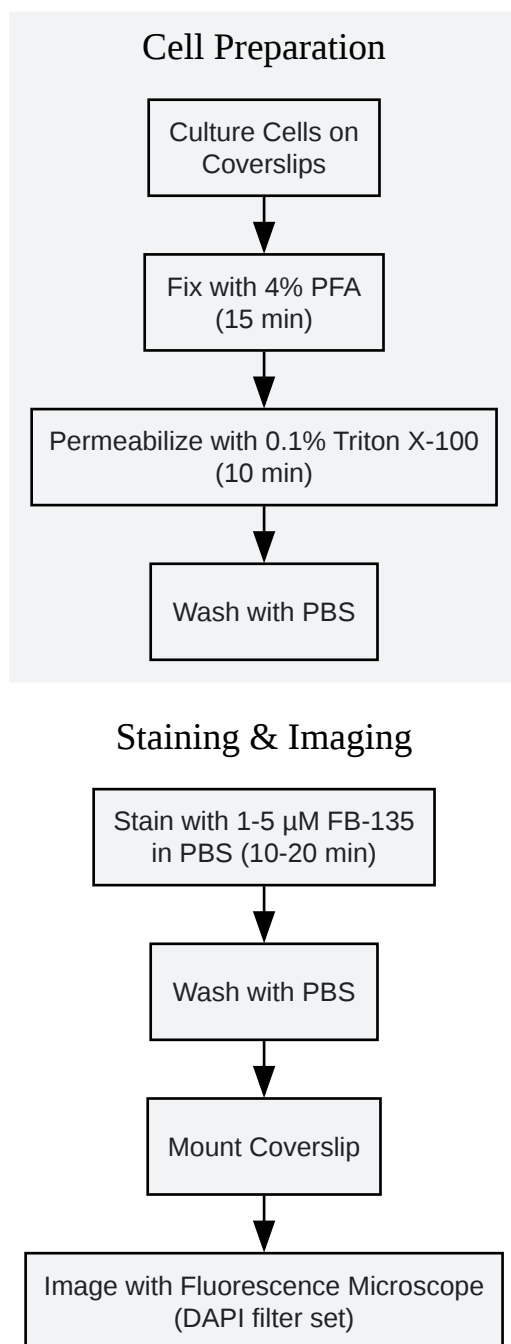 Cell Preparation
Culture Cells on
Coverslips
Fix with 4% PFA
(15 min)
Permeabilize with 0.1% Triton X-100
(10 min)
Wash with PBS
Staining & Imaging
Stain with 1-5 µM FB-135
in PBS (10-20 min)
Wash with PBS
Mount Coverslip
Image with Fluorescence Microscope
(DAPI filter set)